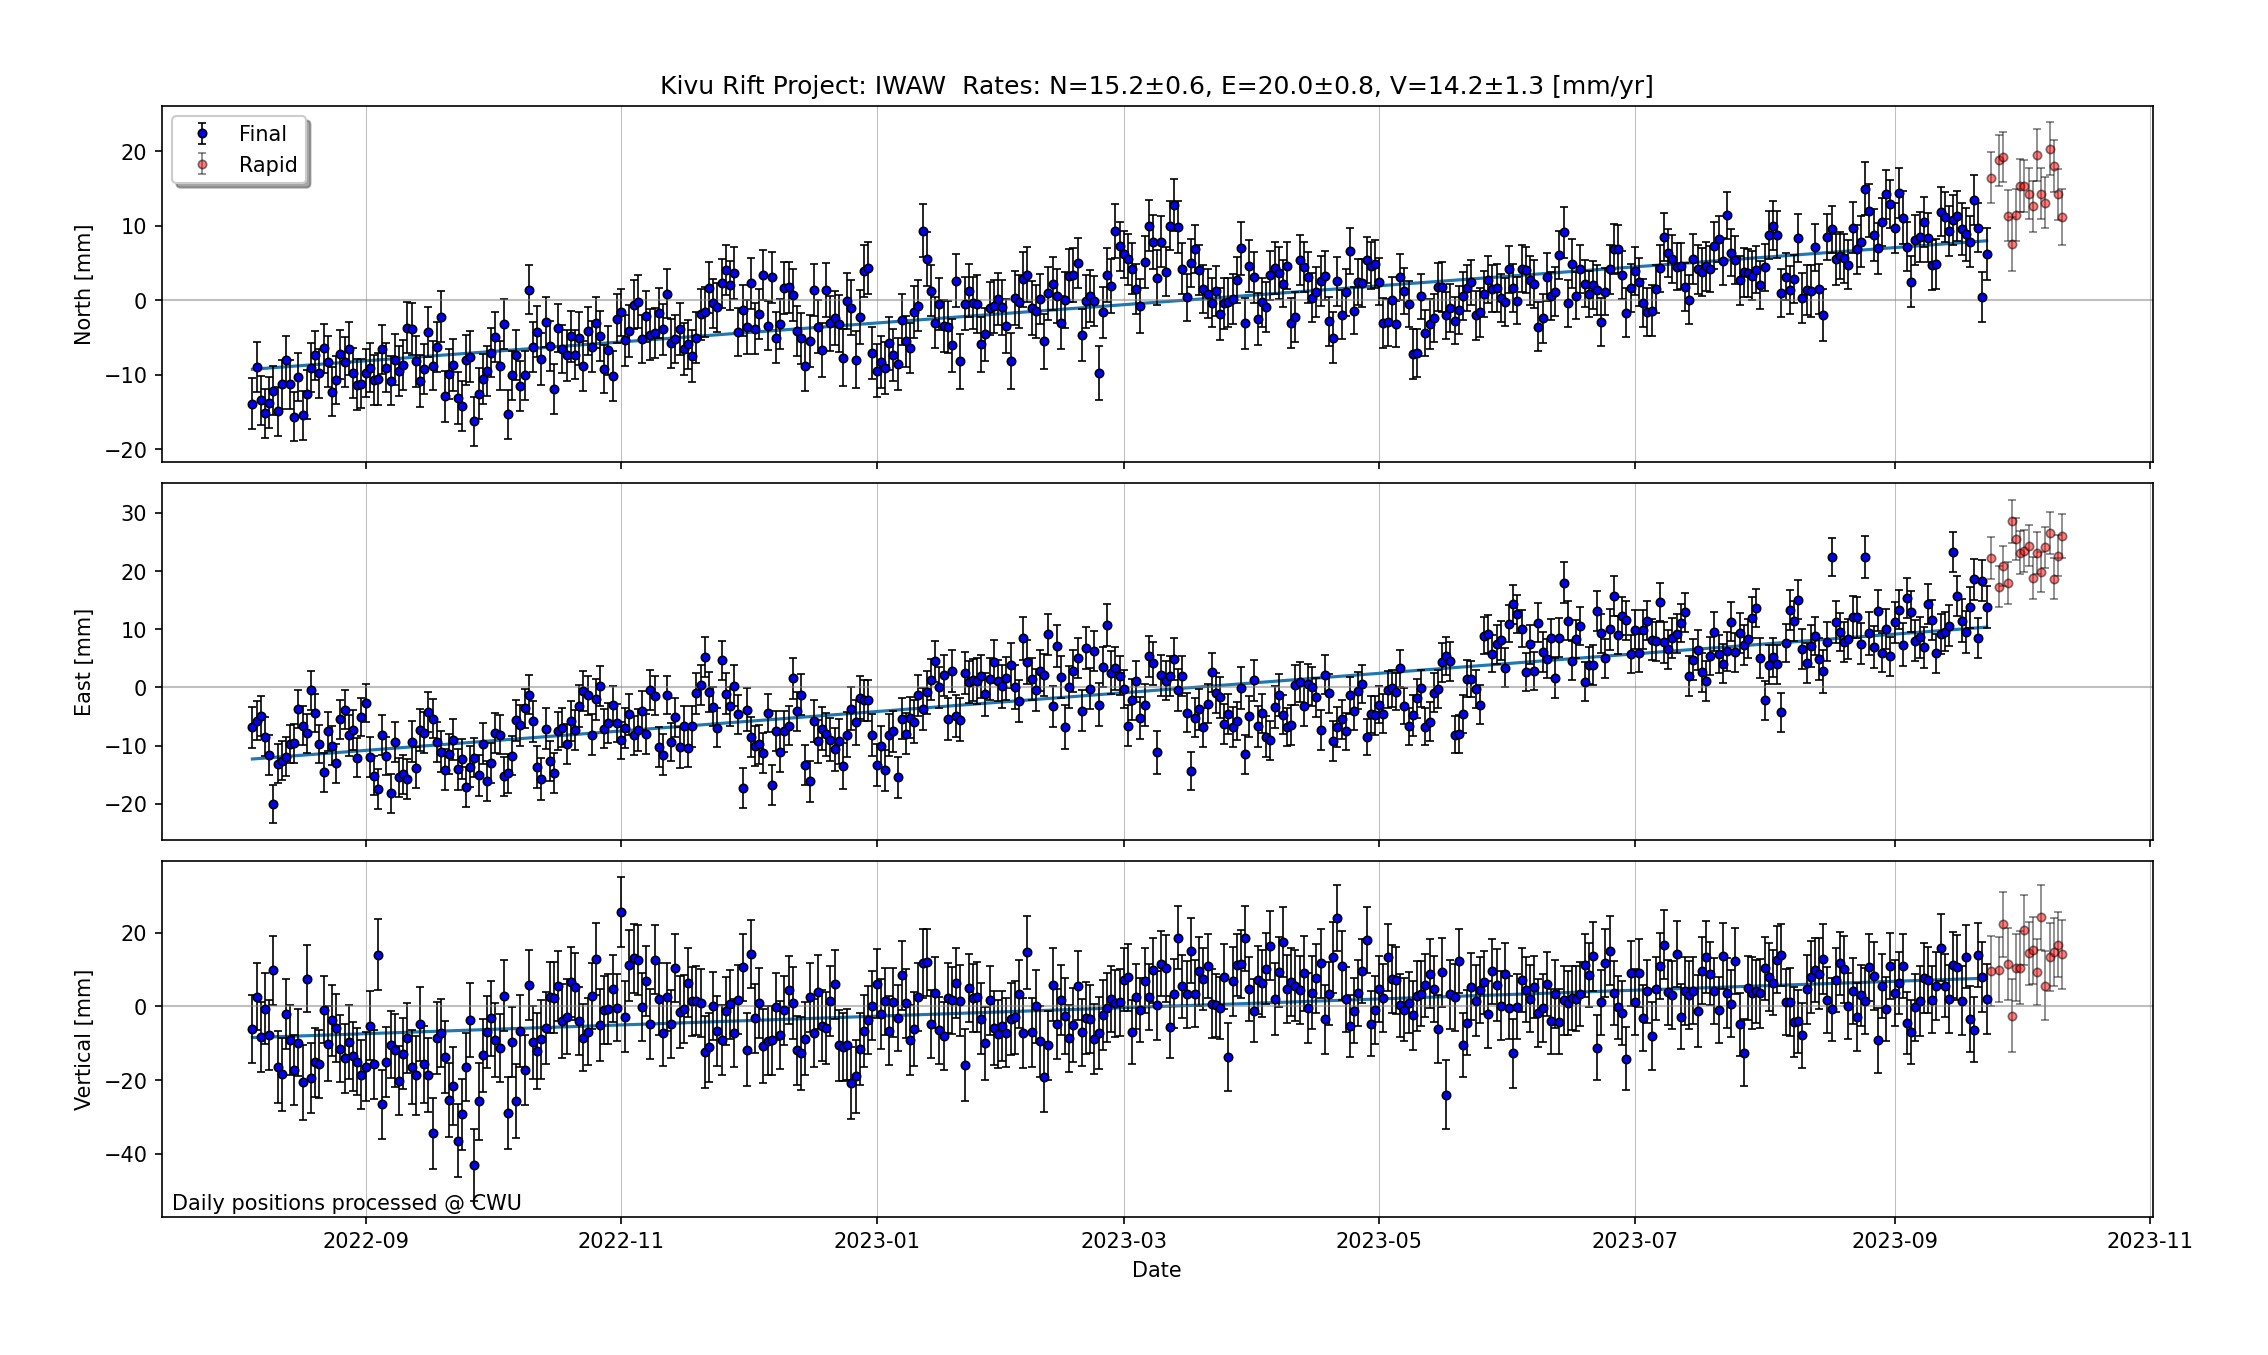 Kivu Rift Project: IWAW  Rates: N=15.2±0.6, E=20.0±0.8, V=14.2±1.3 [mm/yr]
Final
Rapid
North [mm]
20
10
0
−10
−20
East [mm]
30
20
10
0
−10
−20
Vertical [mm]
20
0
−20
−40
Daily positions processed @ CWU
2022-09 2022-11 2023-01 2023-03 2023-05 2023-07 2023-09 2023-11
Date